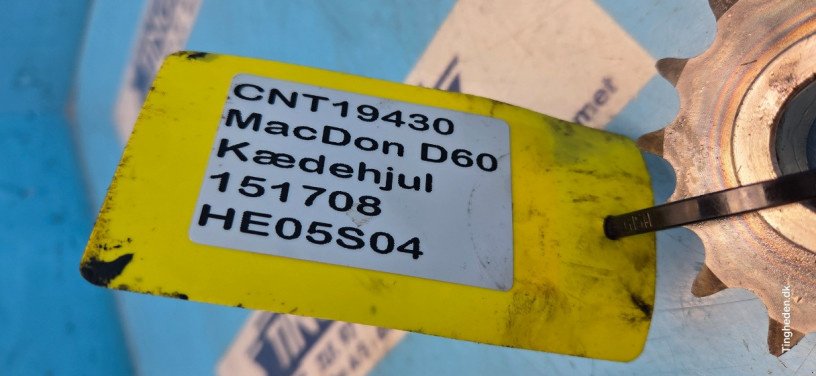 CNT19430
MacDon D60
Kædehjul
151708
HE05S04
Tingheden.dk